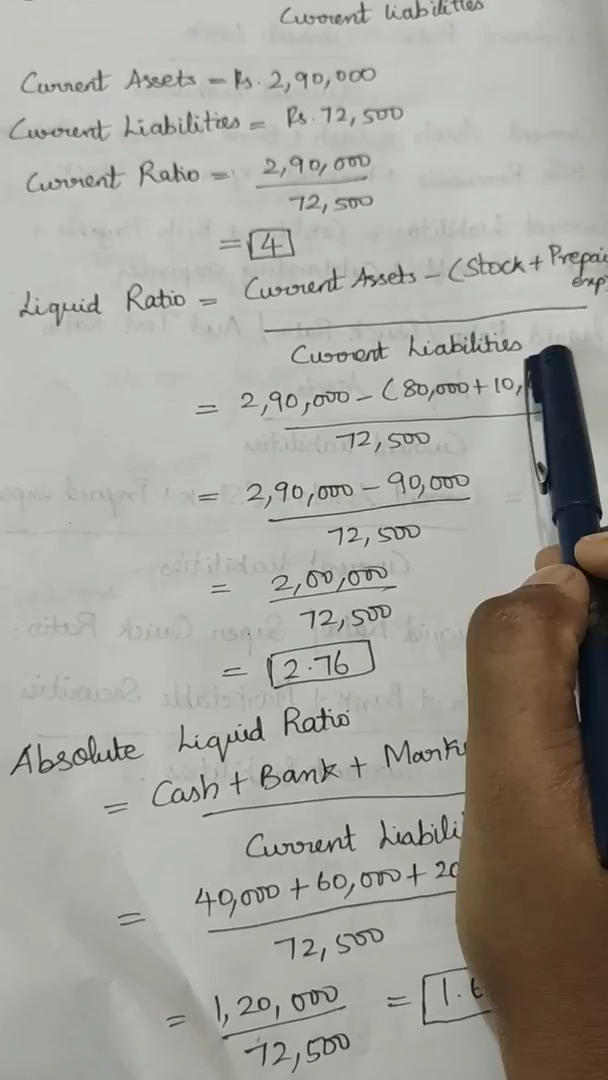 Current liabilities
Current Assets = Rs. 2,90,000
Current Liabilities = Rs. 72,500
Current Ratio = 2,90,000
72,500
= 4
Liquid Ratio = Current Assets - (Stock + Prepai
exp
Current Liabilities
= 2,90,000 - (80,000 + 10,
72,500
= 2,90,000 - 90,000
72,500
= 2,00,000
72,500
= 2.76
Absolute Liquid Ratio
= Cash + Bank + Mark
Current Liabili
= 40,000 + 60,000 + 20
72,500
= 1,20,000 = 1.6
72,500